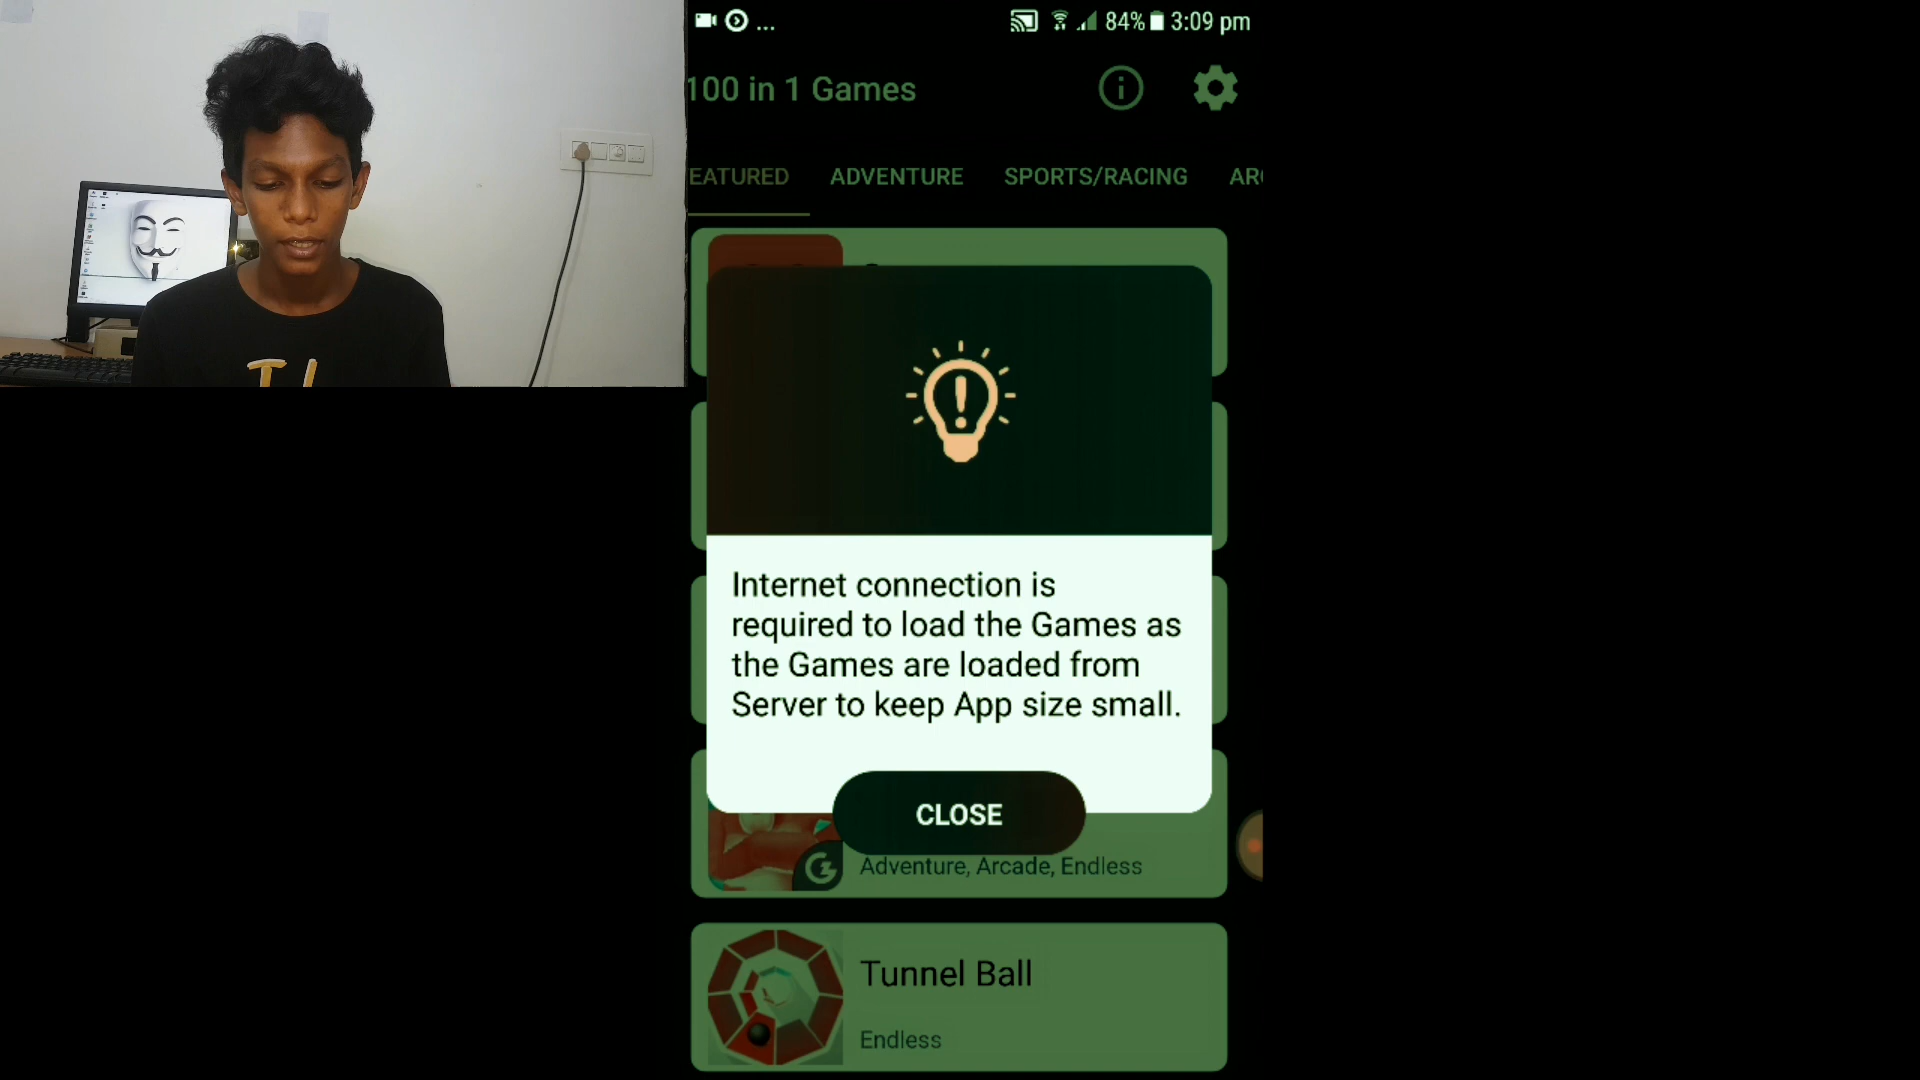 ... 84% 3:09 pm
100 in 1 Games
EATURED ADVENTURE SPORTS/RACING AR
Internet connection is
required to load the Games as
the Games are loaded from
Server to keep App size small.
CLOSE
Adventure, Arcade, Endless
Tunnel Ball
Endless